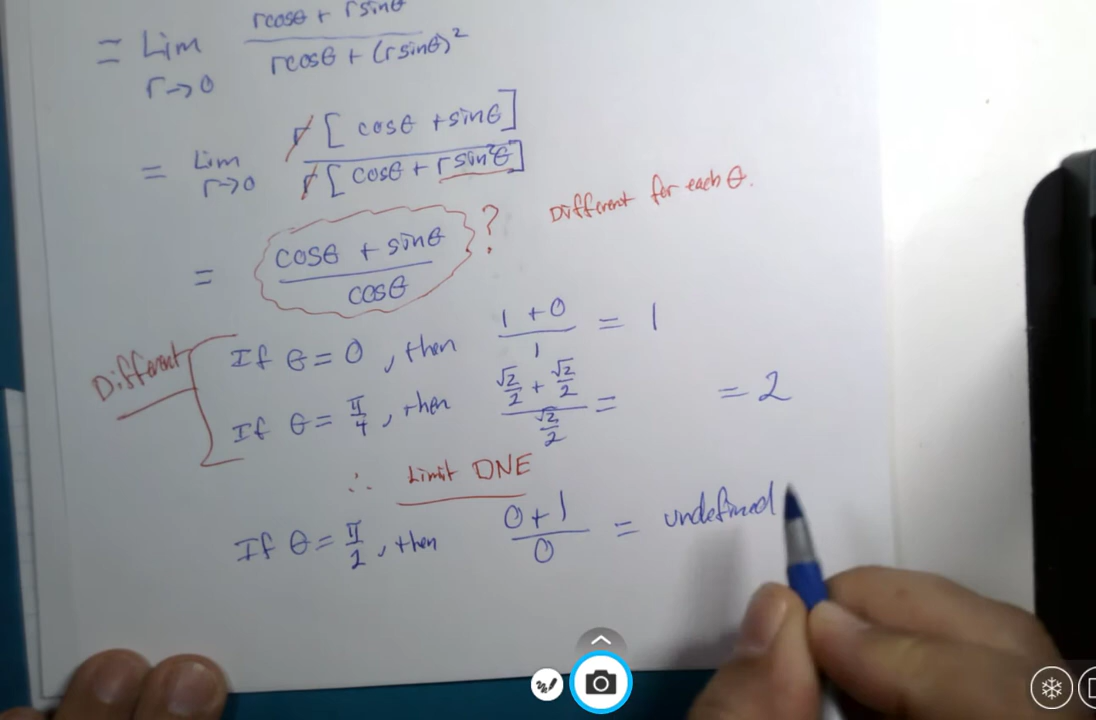 = Lim r→0 (rcosθ + rsinθ) / (rcosθ + (rsinθ)²)
= Lim r→0 r[cosθ + sinθ] / r[cosθ + r sin²θ]
Different for each θ.
= (cosθ + sinθ) / cosθ ?
Different
If θ = 0, then (1 + 0) / 1 = 1
If θ = π/4, then (√2/2 + √2/2) / (√2/2) = = 2
∴ Limit DNE
If θ = π/2, then (0 + 1) / 0 = undefined